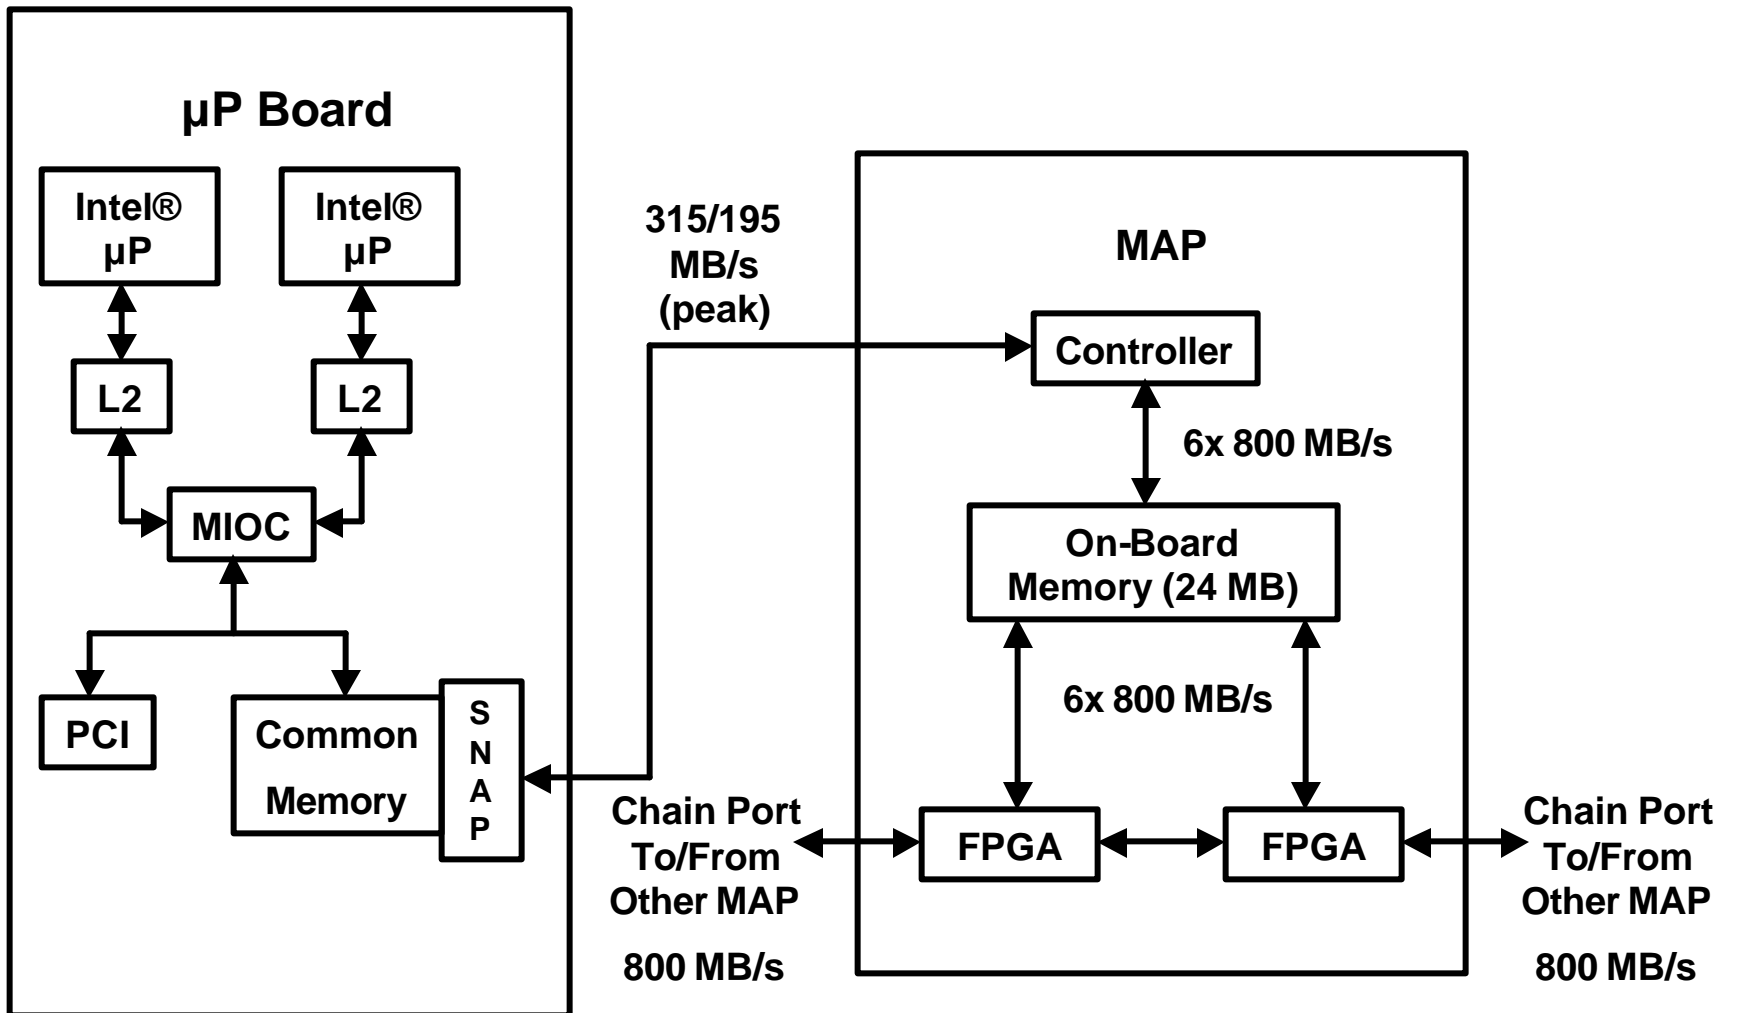 µP Board
Intel®
µP
Intel®
µP
L2
L2
MIOC
PCI
Common
Memory
S
N
A
P
315/195
MB/s
(peak)
MAP
Controller
6x 800 MB/s
On-Board
Memory (24 MB)
6x 800 MB/s
FPGA
FPGA
Chain Port
To/From
Other MAP
800 MB/s
Chain Port
To/From
Other MAP
800 MB/s